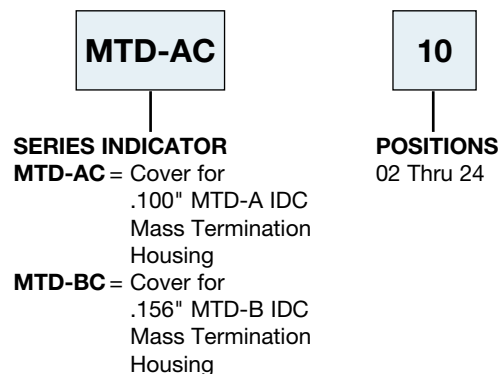 MTD-AC 10
SERIES INDICATOR
MTD-AC = Cover for
.100" MTD-A IDC
Mass Termination
Housing
MTD-BC = Cover for
.156" MTD-B IDC
Mass Termination
Housing
POSITIONS
02 Thru 24